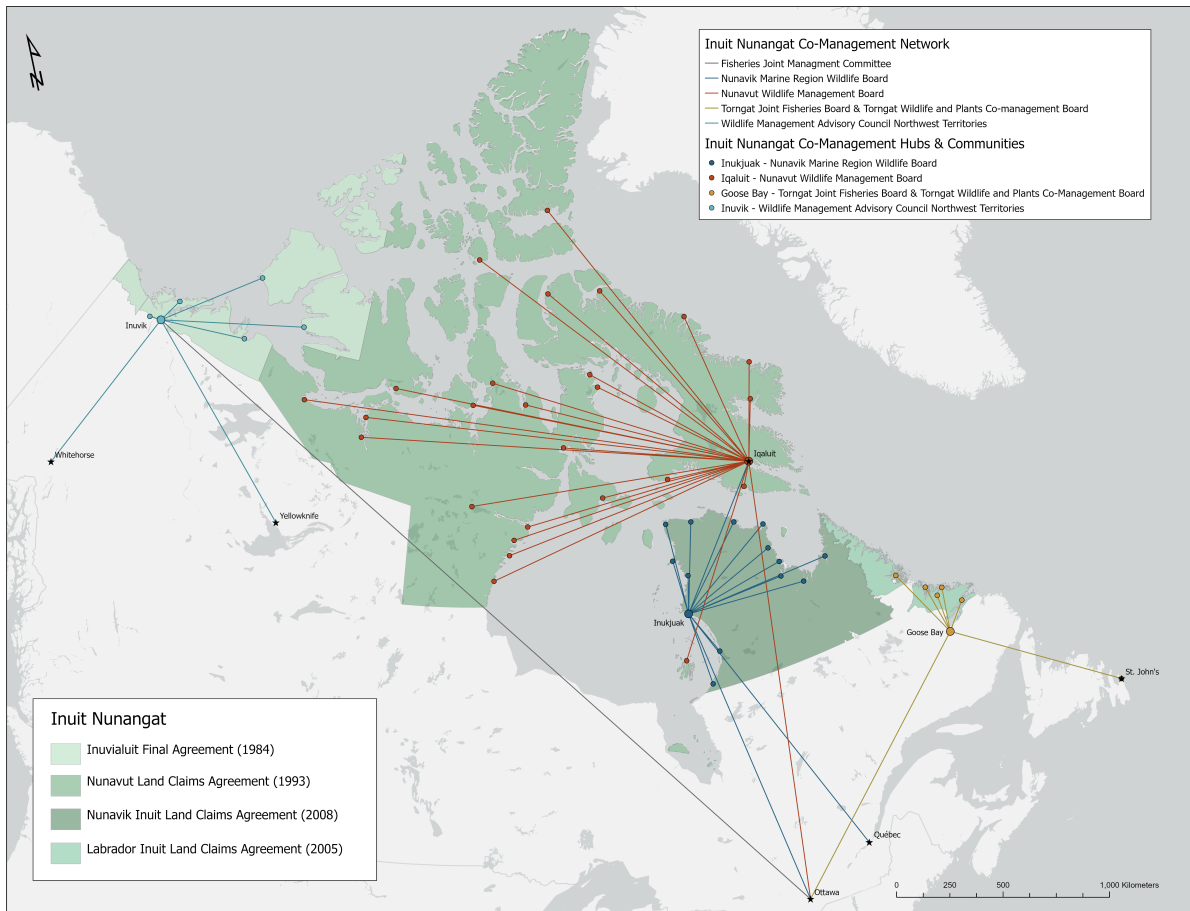 N
Inuit Nunangat Co-Management Network
Fisheries Joint Managment Committee
Nunavik Marine Region Wildlife Board
Nunavut Wildlife Management Board
Torngat Joint Fisheries Board & Torngat Wildlife and Plants Co-management Board
Wildlife Management Advisory Council Northwest Territories
Inuit Nunangat Co-Management Hubs & Communities
Inukjuak - Nunavik Marine Region Wildlife Board
Iqaluit - Nunavut Wildlife Management Board
Goose Bay - Torngat Joint Fisheries Board & Torngat Wildlife and Plants Co-Management Board
Inuvik - Wildlife Management Advisory Council Northwest Territories
Inuvik
Whitehorse
Iqaluit
Yellowknife
Inukjuak
Goose Bay
St. John's
Inuit Nunangat
Inuvialuit Final Agreement (1984)
Nunavut Land Claims Agreement (1993)
Nunavik Inuit Land Claims Agreement (2008)
Labrador Inuit Land Claims Agreement (2005)
Québec
Ottawa
0 250 500 1,000 Kilometers